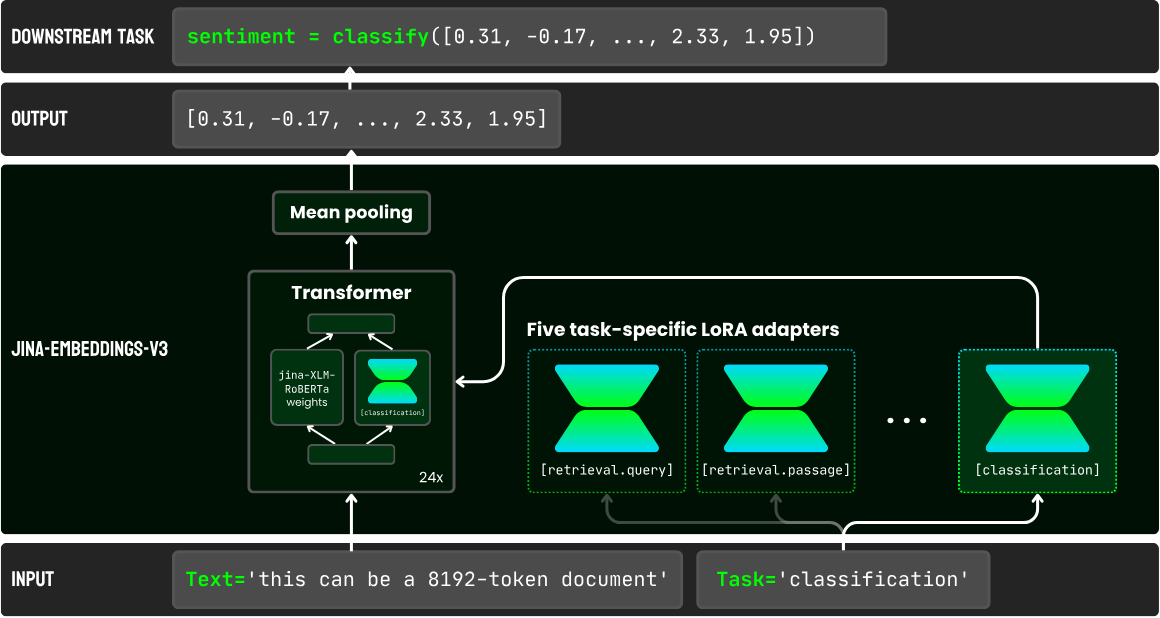 DOWNSTREAM TASK
sentiment = classify([0.31, -0.17, ..., 2.33, 1.95])
OUTPUT
[0.31, -0.17, ..., 2.33, 1.95]
JINA-EMBEDDINGS-V3
Mean pooling
Transformer
jina-XLM-
RoBERTa
weights
[classification]
24x
Five task-specific LoRA adapters
[retrieval.query]
[retrieval.passage]
...
[classification]
INPUT
Text='this can be a 8192-token document'
Task='classification'